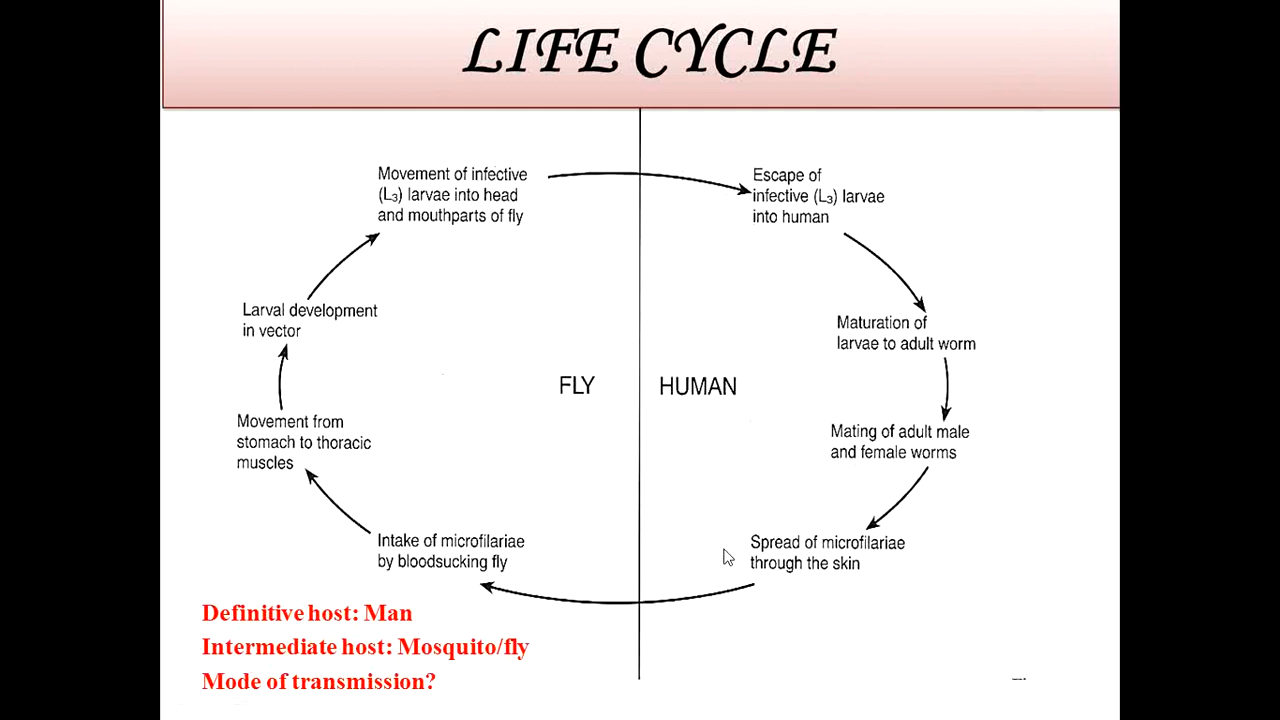 LIFE CYCLE
Movement of infective
(L₃) larvae into head
and mouthparts of fly
Escape of
infective (L₃) larvae
into human
Larval development
in vector
Maturation of
larvae to adult worm
FLY
HUMAN
Movement from
stomach to thoracic
muscles
Mating of adult male
and female worms
Intake of microfilariae
by bloodsucking fly
Spread of microfilariae
through the skin
Definitive host: Man
Intermediate host: Mosquito/fly
Mode of transmission?